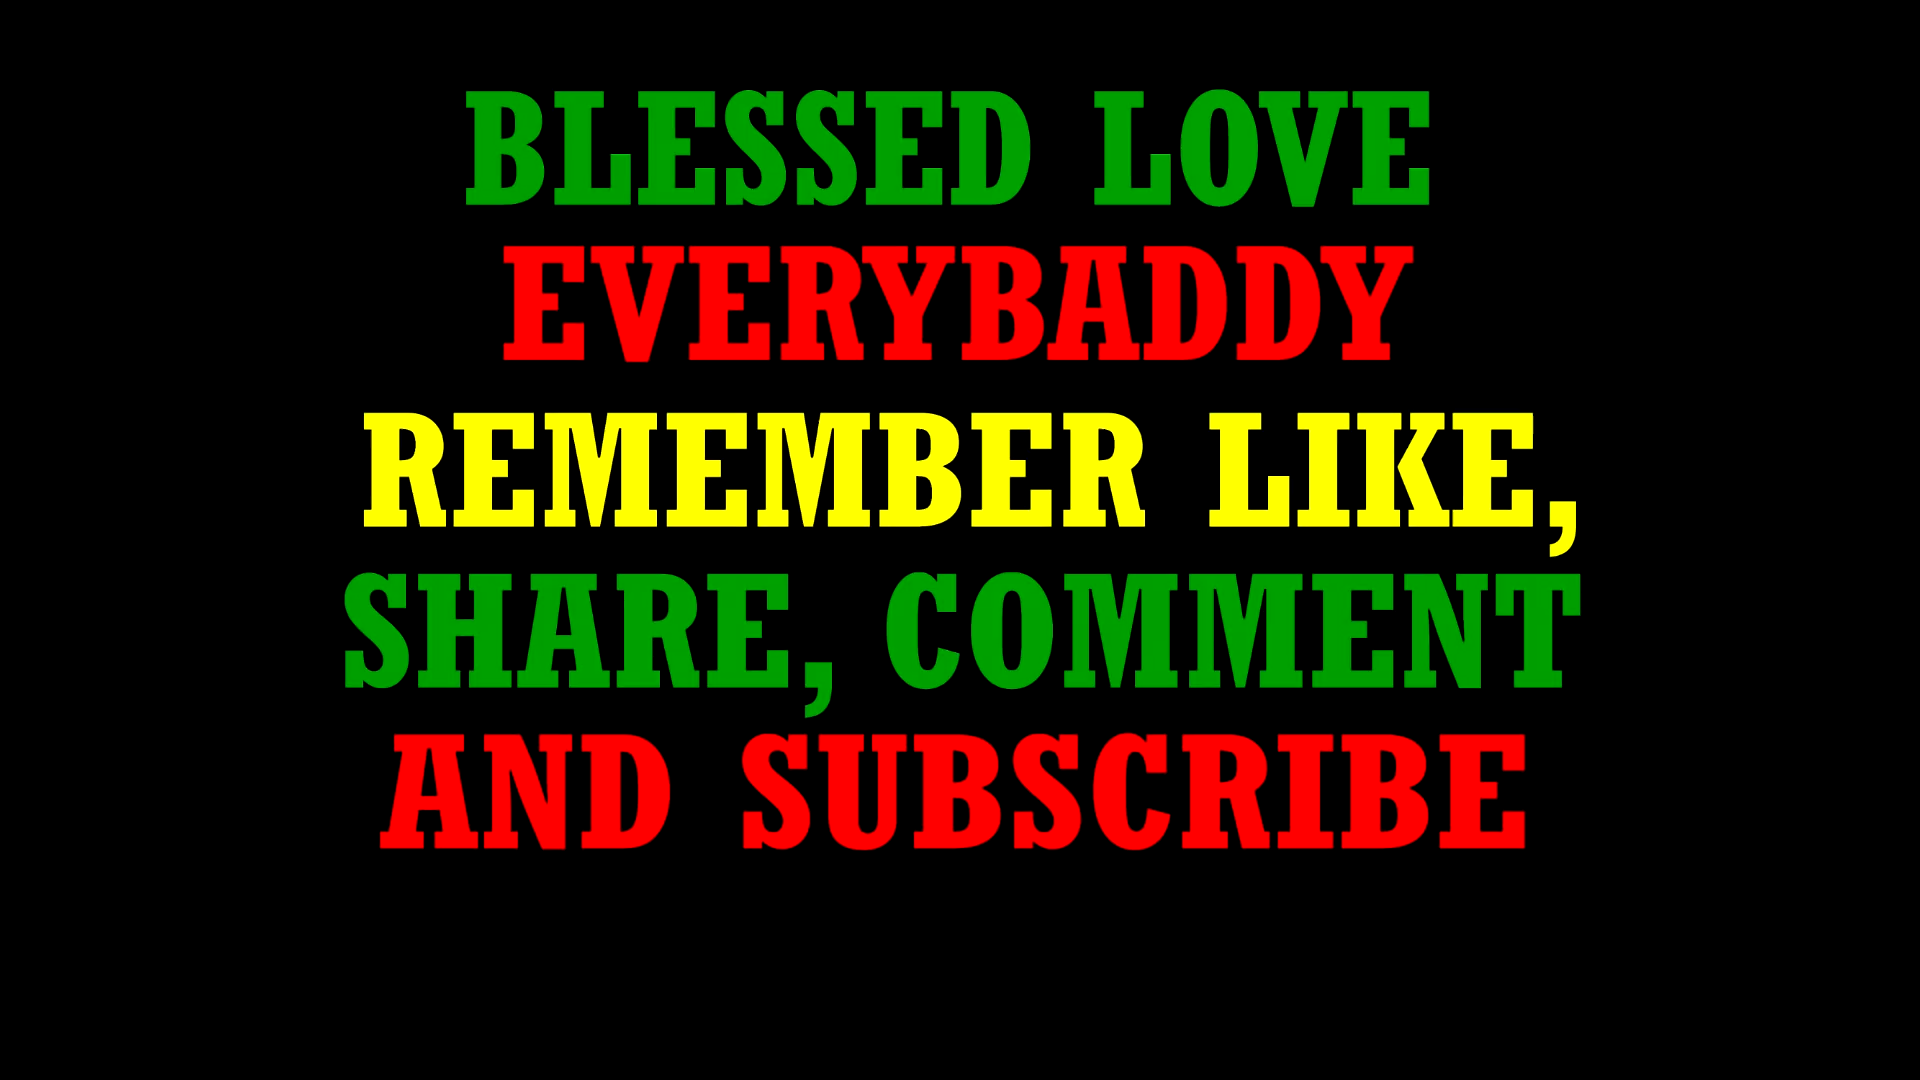 BLESSED LOVE
EVERYBADDY
REMEMBER LIKE,
SHARE, COMMENT
AND SUBSCRIBE